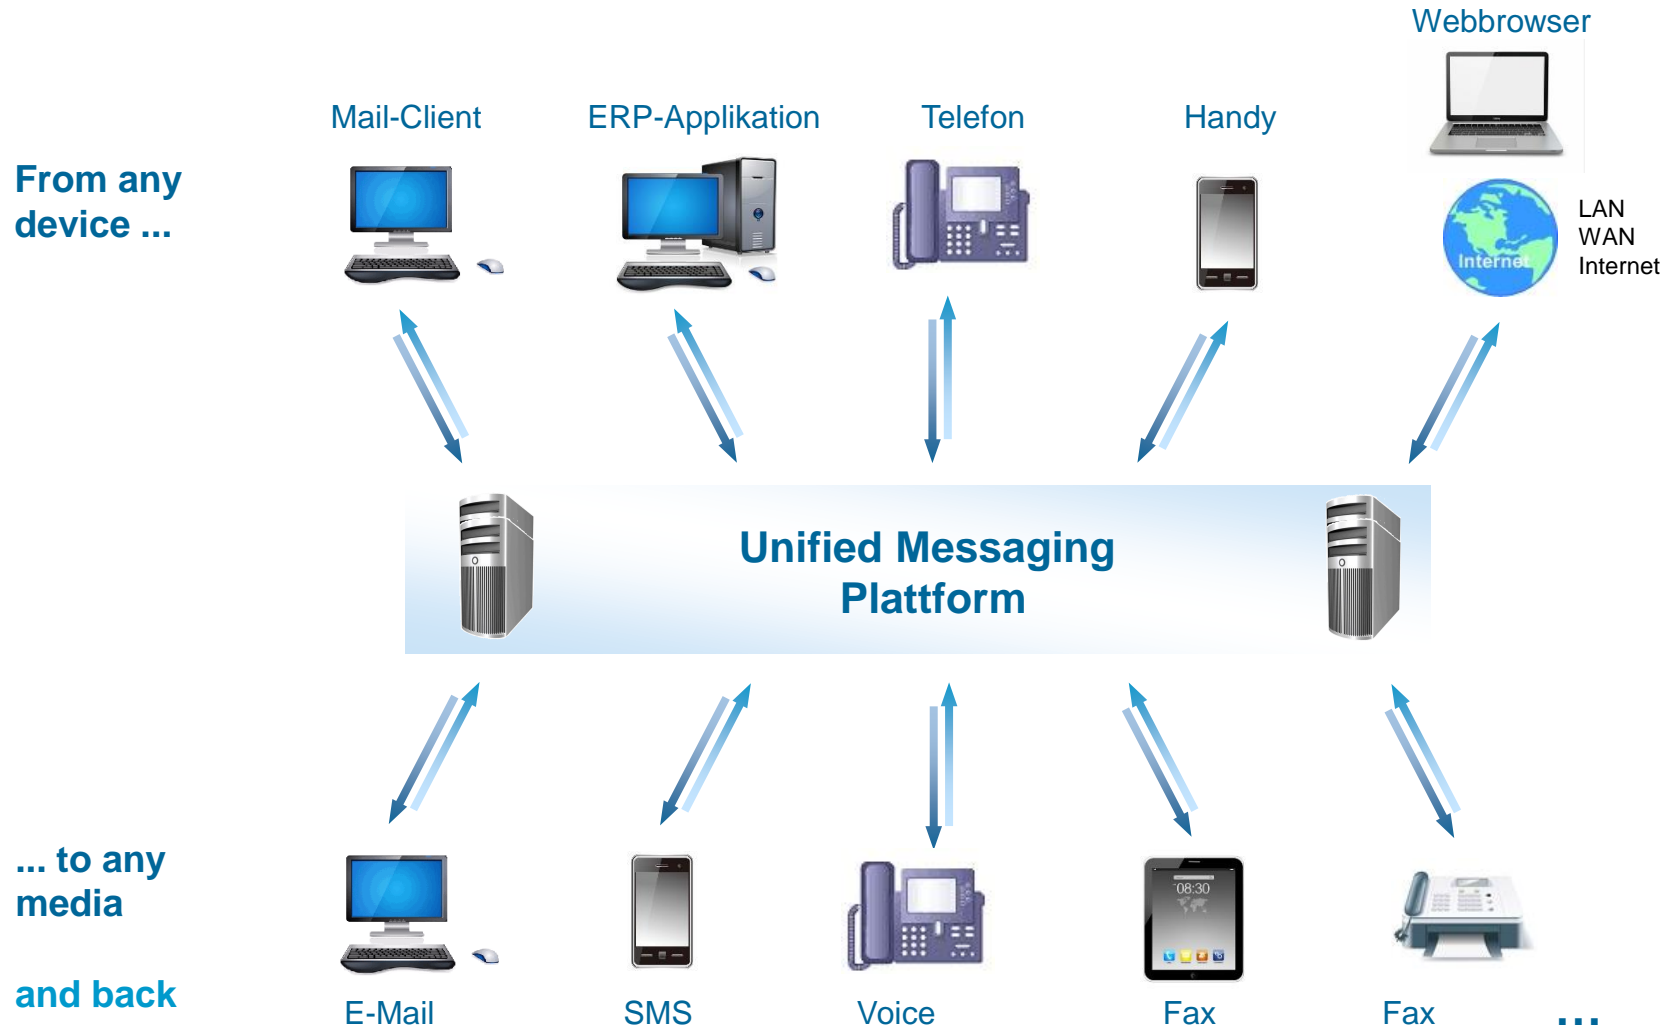 Webbrowser
Mail-Client
ERP-Applikation
Telefon
Handy
From any
device ...
Internet
LAN
WAN
Internet
Unified Messaging
Plattform
... to any
media
and back
08:30
E-Mail
SMS
Voice
Fax
Fax
...